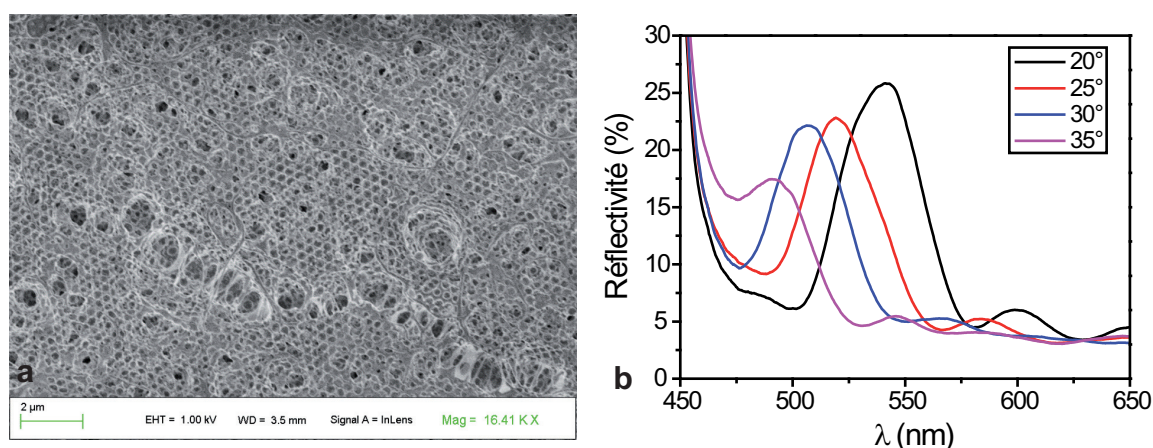 a
2 µm
EHT = 1.00 kV WD = 3.5 mm Signal A = InLens Mag = 16.41 K X
b
Réflectivité (%)
30
25
20
15
10
5
0
20°
25°
30°
35°
450 500 550 600 650
λ (nm)